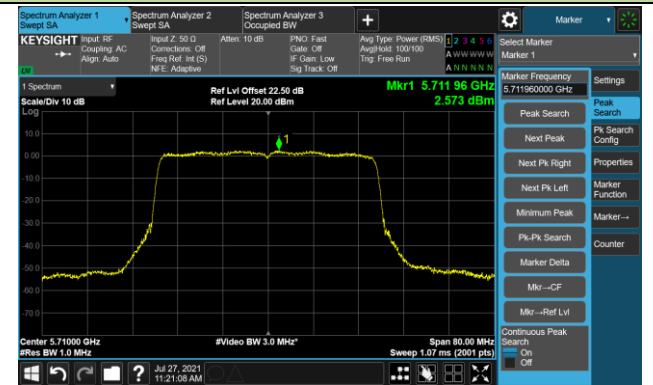 Spectrum Analyzer 1
Swept SA
Spectrum Analyzer 2
Swept SA
Spectrum Analyzer 3
Occupied BW
+
Marker
KEYSIGHT
Input: RF
Coupling: AC
Align: Auto
Input Z: 50 Ω
Corrections: Off
Freq Ref: Int (S)
NFE: Adaptive
Atten: 10 dB
PNO: Fast
Gate: Off
IF Gain: Low
Sig Track: Off
Avg Type: Power (RMS)
Avg|Hold: 100/100
Trig: Free Run
1 2 3 4 5 6
A W W W W W
A N N N N N
Select Marker
Marker 1
1 Spectrum
Scale/Div 10 dB
Log
Ref Lvl Offset 22.50 dB
Ref Level 20.00 dBm
Mkr1 5.711 96 GHz
2.573 dBm
1
10.0
0.00
-10.0
-20.0
-30.0
-40.0
-50.0
-60.0
-70.0
Center 5.71000 GHz
#Res BW 1.0 MHz
#Video BW 3.0 MHz*
Span 80.00 MHz
Sweep 1.07 ms (2001 pts)
Marker Frequency
5.711960000 GHz
Peak Search
Next Peak
Next Pk Right
Next Pk Left
Minimum Peak
Pk-Pk Search
Marker Delta
Mkr→CF
Mkr→Ref Lvl
Continuous Peak
Search
On
Off
Settings
Peak
Search
Pk Search
Config
Properties
Marker
Function
Marker→
Counter
?
Jul 27, 2021
11:21:08 AM